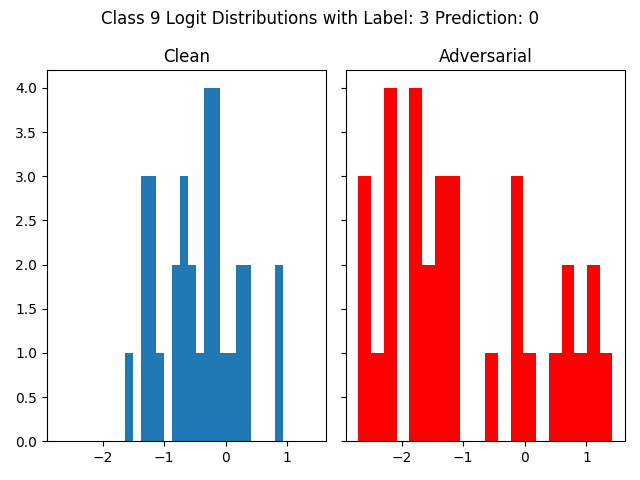 Class 9 Logit Distributions with Label: 3 Prediction: 0
Clean
Adversarial
4.0
3.5
3.0
2.5
2.0
1.5
1.0
0.5
0.0
−2 −1 0 1
−2 −1 0 1